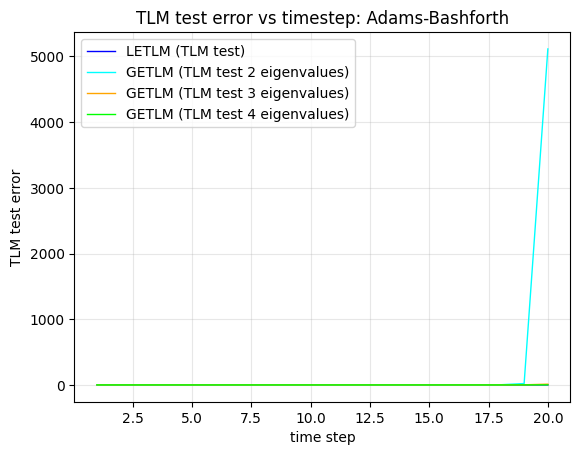 TLM test error vs timestep: Adams-Bashforth
LETLM (TLM test)
GETLM (TLM test 2 eigenvalues)
GETLM (TLM test 3 eigenvalues)
GETLM (TLM test 4 eigenvalues)
TLM test error
5000
4000
3000
2000
1000
0
2.5 5.0 7.5 10.0 12.5 15.0 17.5 20.0
time step